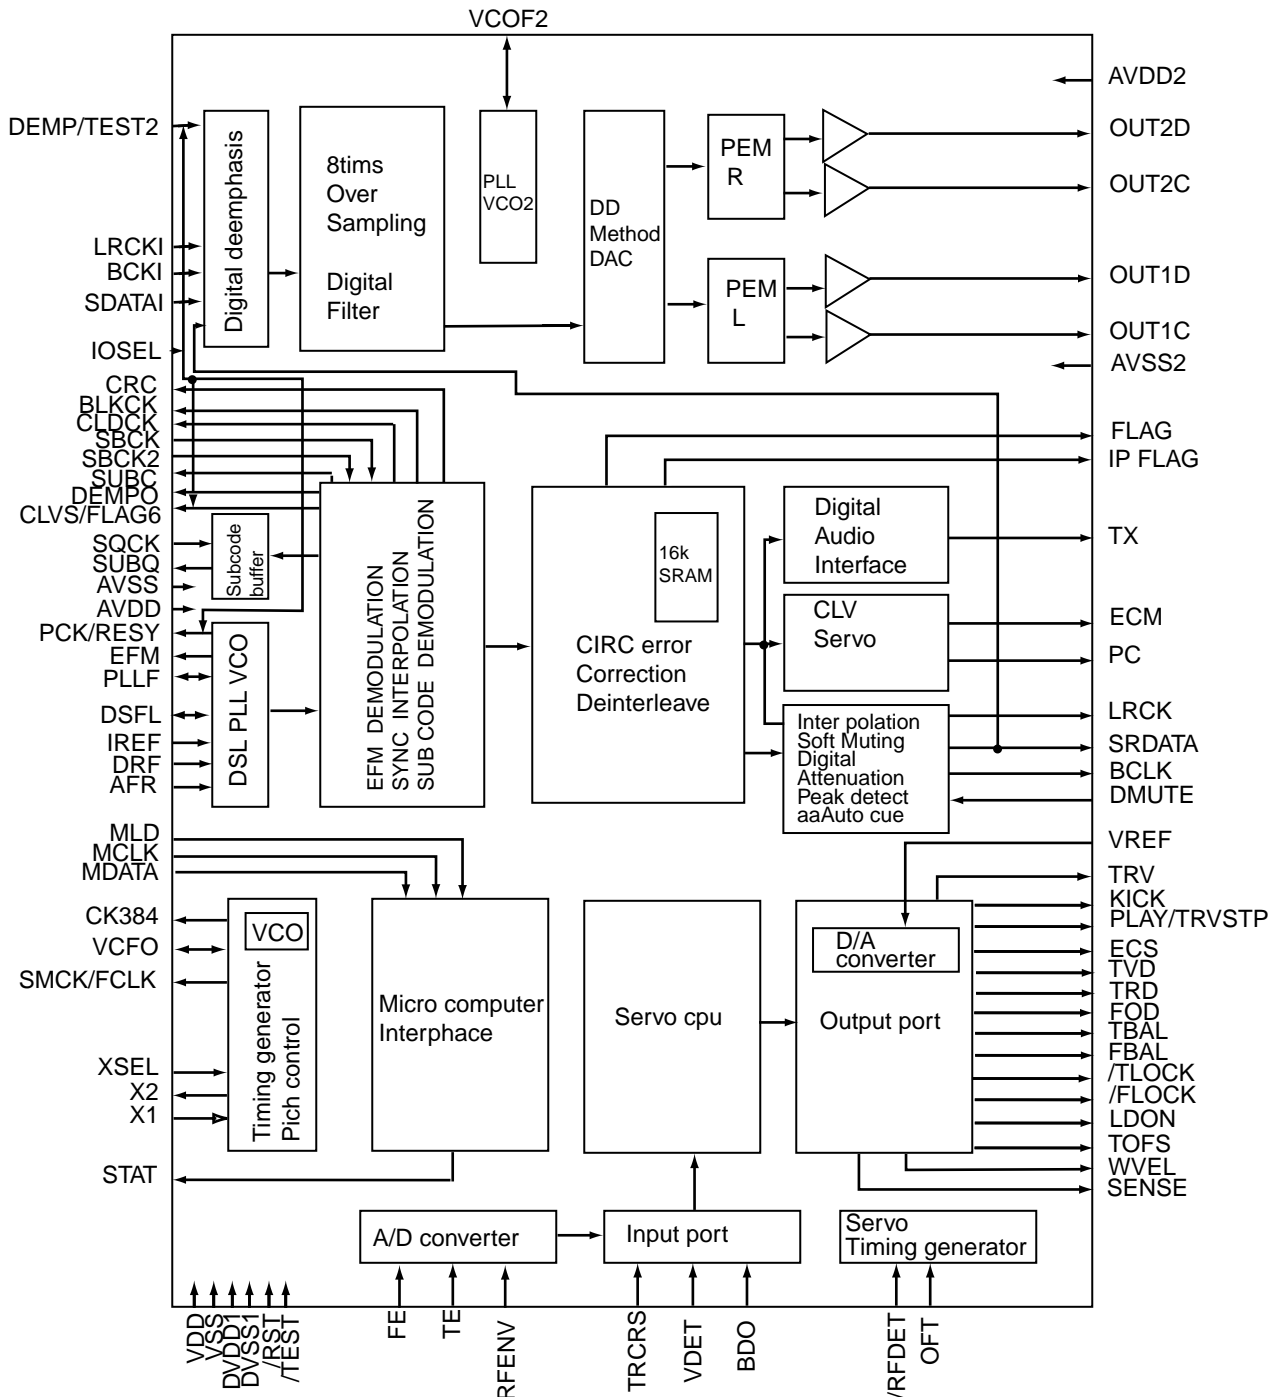 VCOF2
DEMP/TEST2
LRCKI
BCKI
SDATAI
IOSEL
CRC
BLKCK
CLDCK
SBCK
SBCK2
SUBC
DEMPO
CLVS/FLAG6
SQCK
SUBQ
AVSS
AVDD
PCK/RESY
EFM
PLLF
DSFL
IREF
DRF
AFR
MLD
MCLK
MDATA
CK384
VCFO
SMCK/FCLK
XSEL
X2
X1
STAT
Digital deemphasis
8tims
Over
Sampling
Digital
Filter
PLL
VCO2
DD
Method
DAC
PEM
R
PEM
L
Subcode
buffer
DSL PLL VCO
EFM DEMODULATION
SYNC INTERPOLATION
SUB CODE DEMODULATION
16k
SRAM
CIRC error
Correction
Deinterleave
Digital
Audio
Interface
CLV
Servo
Inter polation
Soft Muting
Digital
Attenuation
Peak detect
aaAuto cue
VCO
Timing generator
Pich control
Micro computer
Interphace
Servo cpu
D/A
converter
Output port
A/D converter
Input port
Servo
Timing generator
AVDD2
OUT2D
OUT2C
OUT1D
OUT1C
AVSS2
FLAG
IP FLAG
TX
ECM
PC
LRCK
SRDATA
BCLK
DMUTE
VREF
TRV
KICK
PLAY/TRVSTP
ECS
TVD
TRD
FOD
TBAL
FBAL
/TLOCK
/FLOCK
LDON
TOFS
WVEL
SENSE
VDD
VSS
DVDD1
DVSS1
/RST
/TEST
FE
TE
RFENV
TRCRS
VDET
BDO
/RFDET
OFT